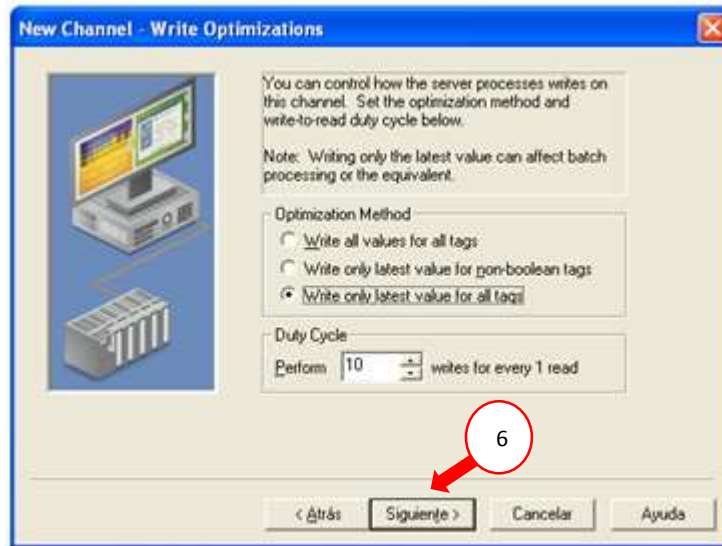 New Channel - Write Optimizations
You can control how the server processes writes on
this channel. Set the optimization method and
write-to-read duty cycle below.
Note: Writing only the latest value can affect batch
processing or the equivalent.
Optimization Method
Write all values for all tags
Write only latest value for non-boolean tags
Write only latest value for all tags
Duty Cycle
Perform 10 writes for every 1 read
6
< Atrás Siguiente > Cancelar Ayuda